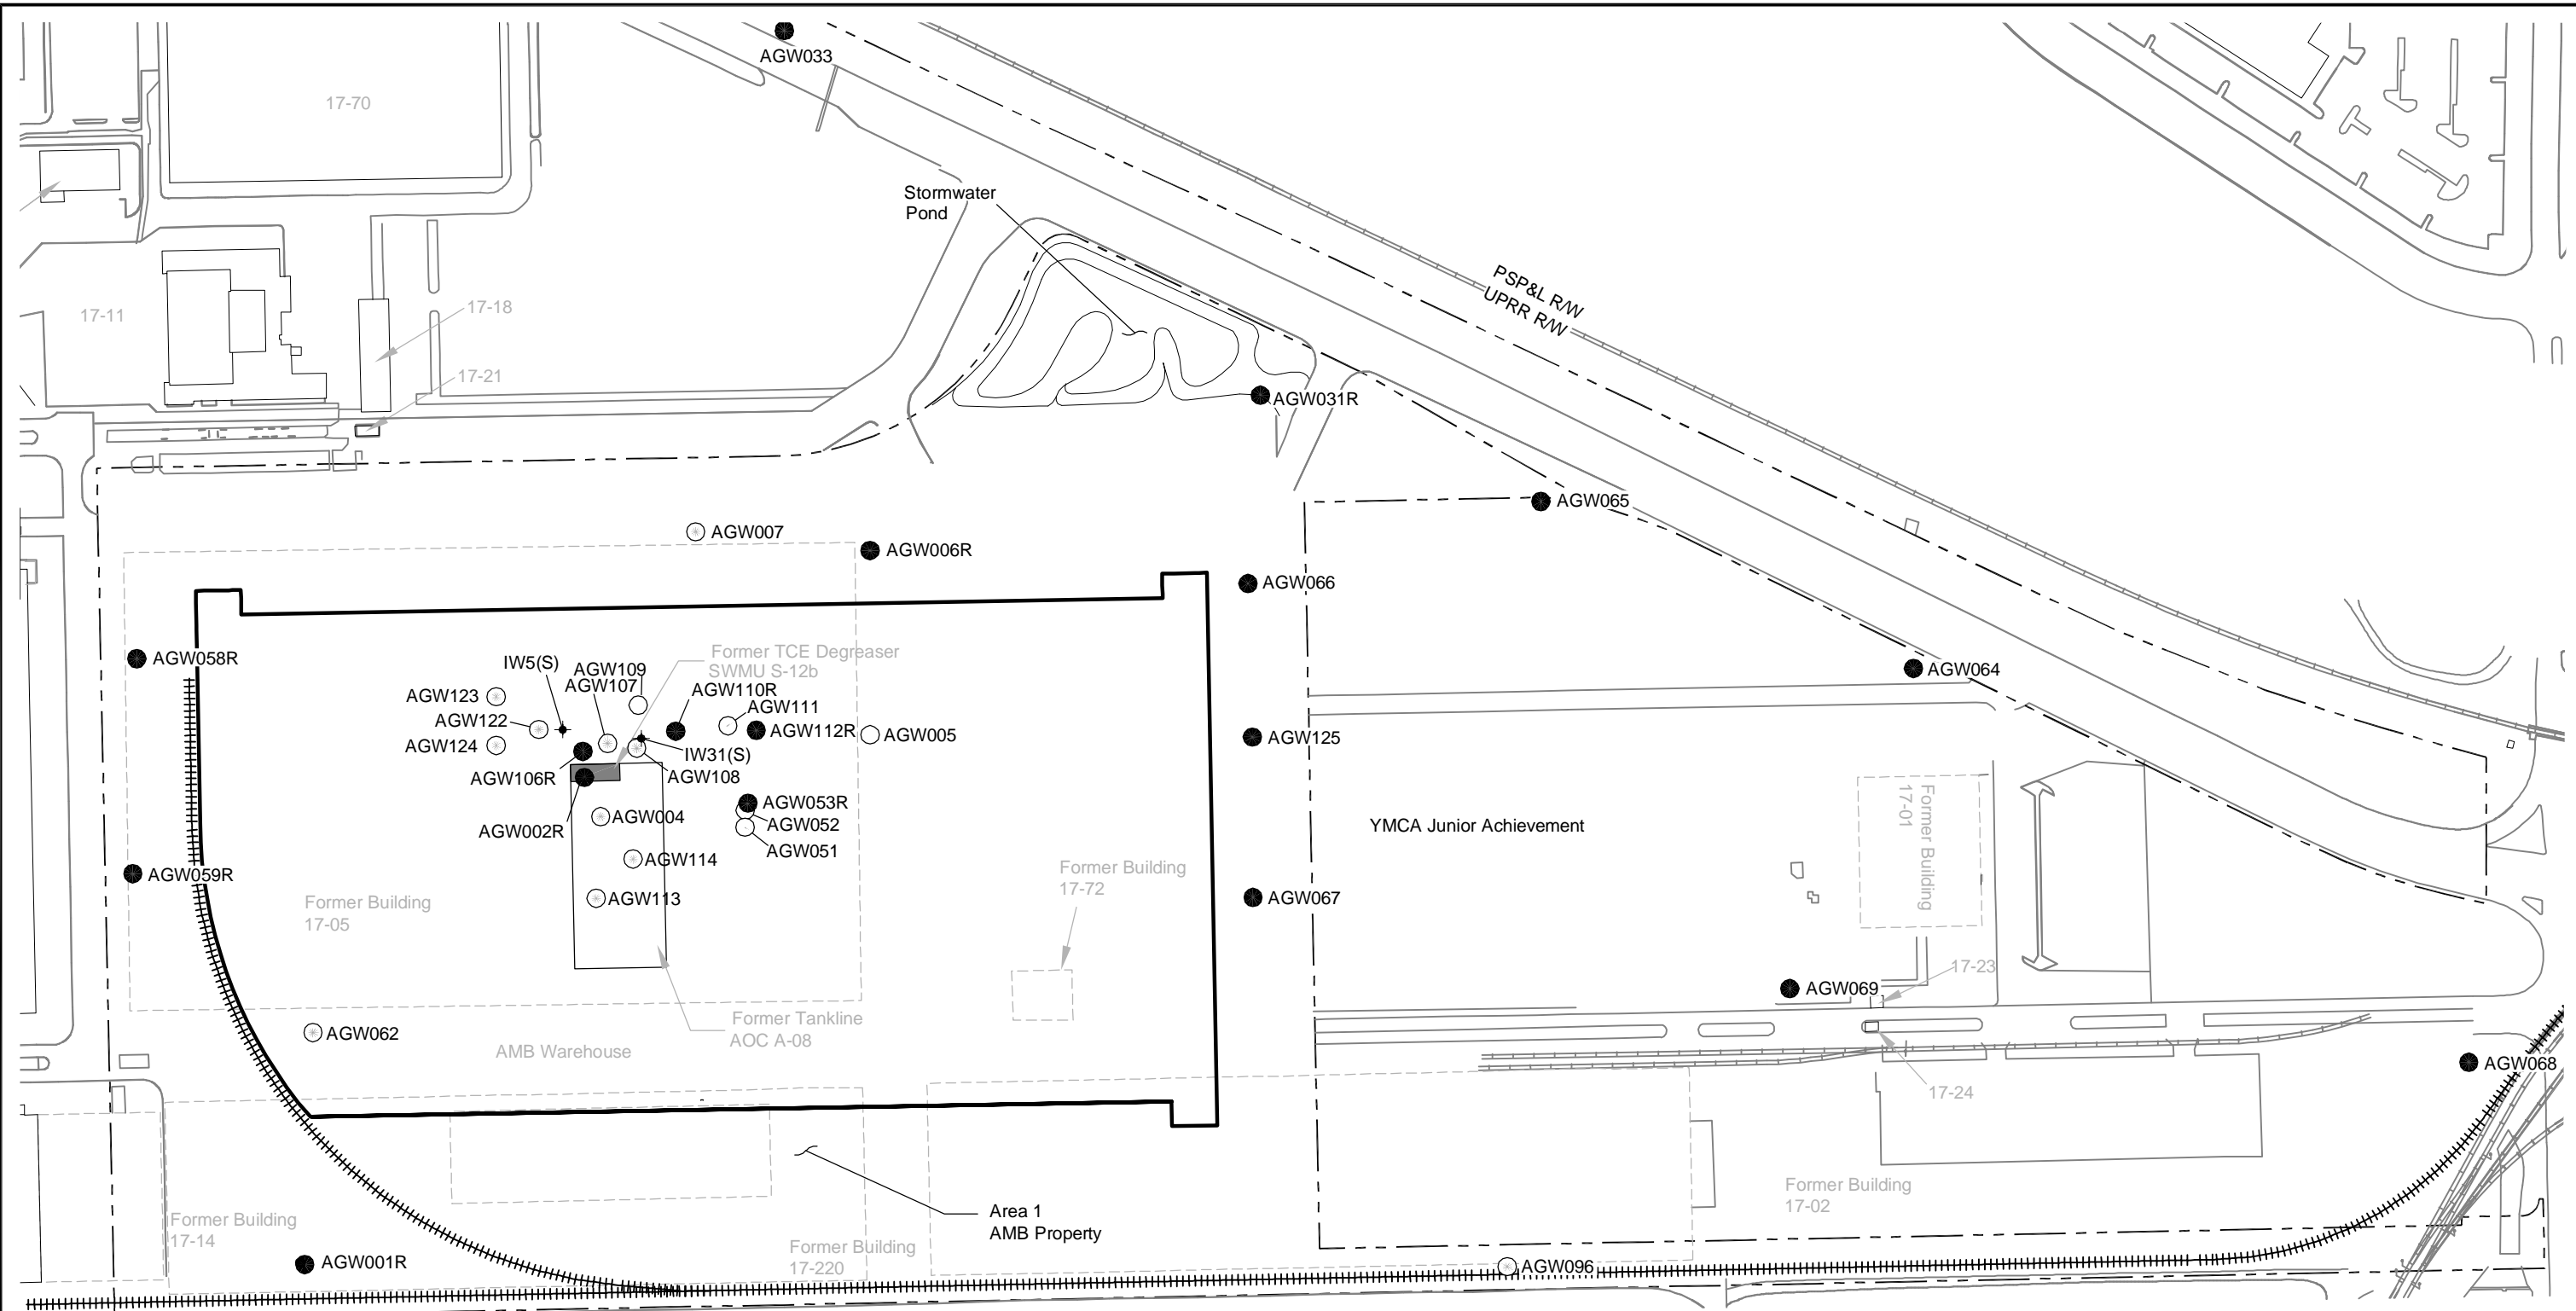 AGW033
17-70
Stormwater
Pond
PSP&L R/W
UPRR R/W
17-11
17-18
17-21
AGW031R
AGW065
AGW007
AGW006R
AGW066
AGW058R
Former TCE Degreaser
SWMU S-12b
IW5(S)
AGW109
AGW107
AGW110R
AGW123
AGW111
AGW122
AGW112R
AGW005
AGW124
IW31(S)
AGW106R
AGW108
AGW064
AGW125
AGW053R
AGW004
AGW052
AGW002R
AGW051
YMCA Junior Achievement
Former Building
17-01
AGW114
AGW059R
Former Building
17-72
AGW113
AGW067
Former Building
17-05
17-23
AGW069
Former Tankline
AOC A-08
AGW062
AMB Warehouse
AGW068
17-24
Former Building
17-02
Area 1
AMB Property
Former Building
17-14
Former Building
17-220
AGW001R
AGW096